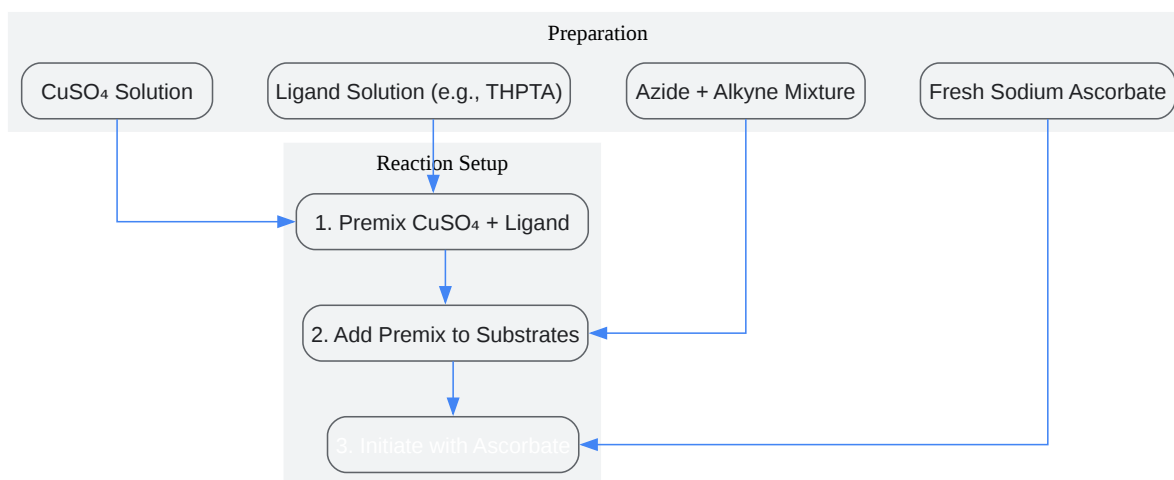 Preparation
CuSO₄ Solution
Ligand Solution (e.g., THPTA)
Azide + Alkyne Mixture
Fresh Sodium Ascorbate
Reaction Setup
1. Premix CuSO₄ + Ligand
2. Add Premix to Substrates
3. Initiate with Ascorbate